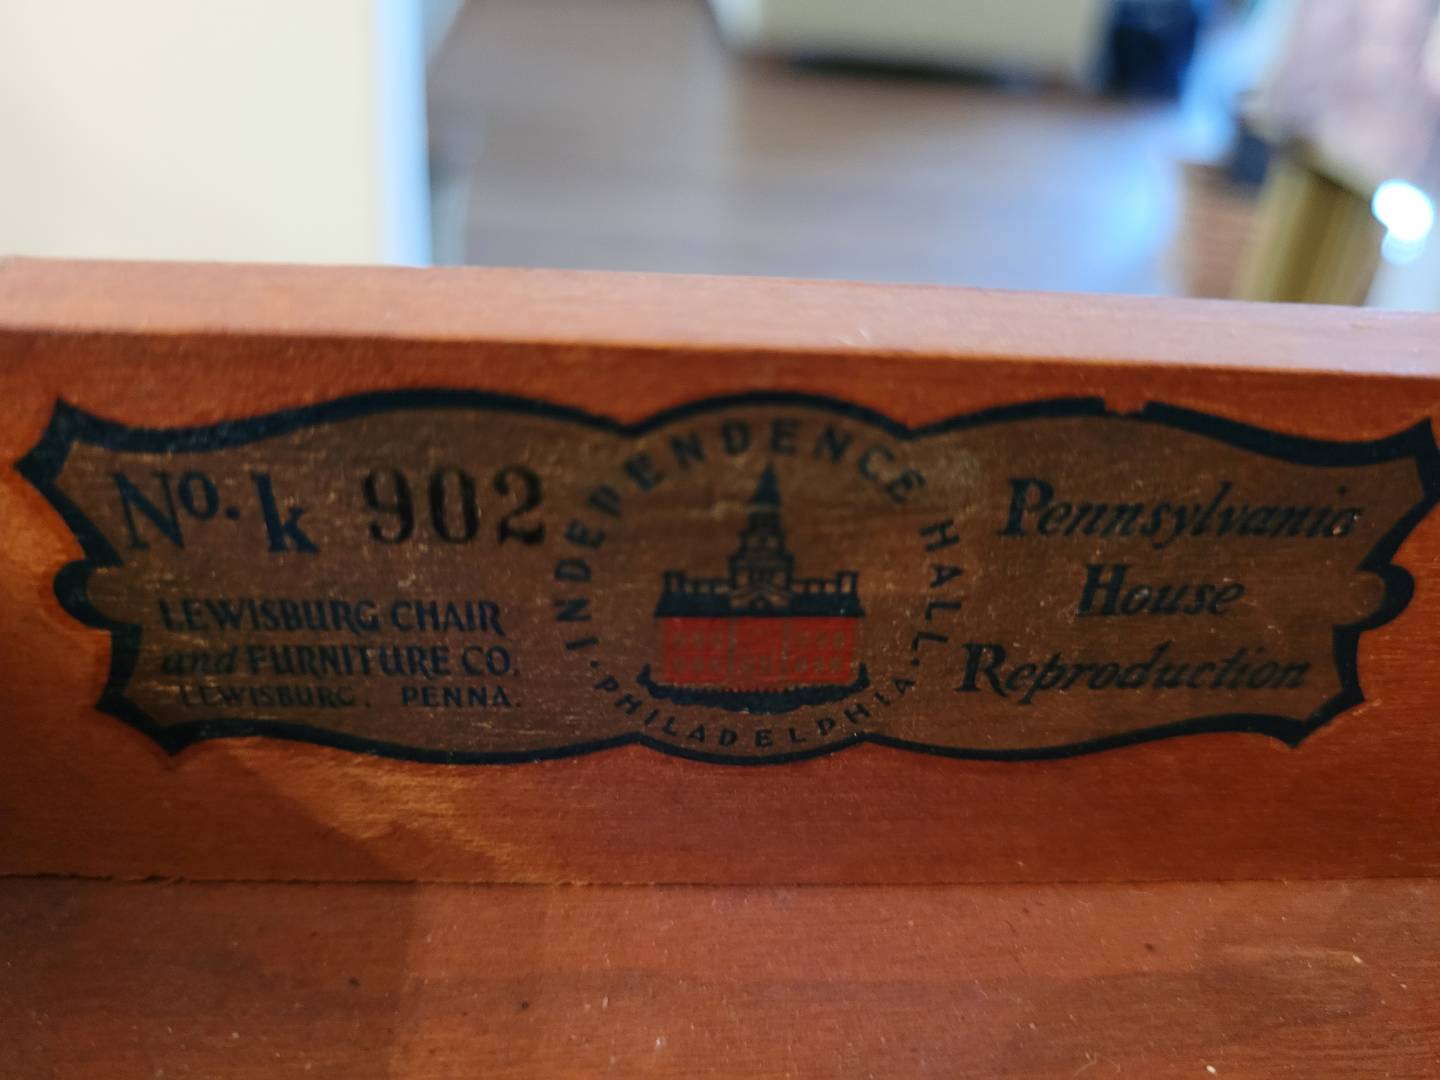 No. k 902
LEWISBURG CHAIR
and FURNITURE CO.
LEWISBURG, PENNA.
INDEPENDENCE HALL
· PHILADELPHIA ·
Pennsylvania
House
Reproduction